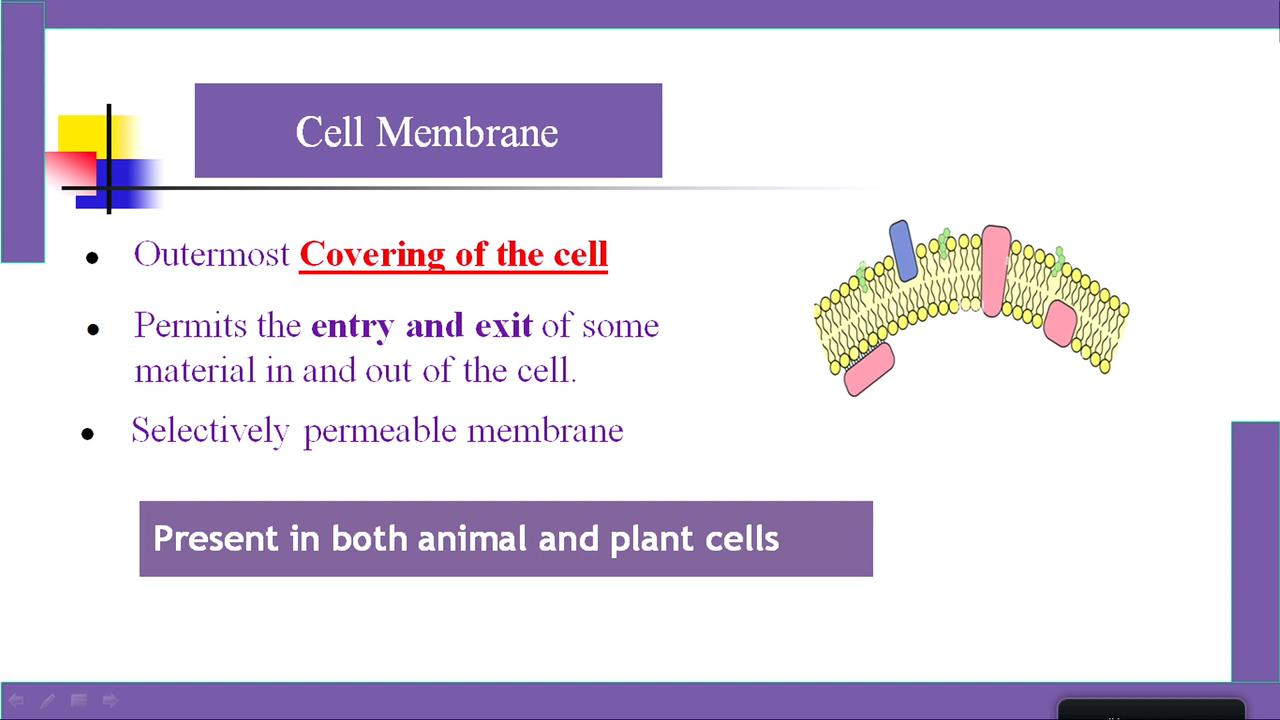 Cell Membrane
Outermost Covering of the cell
Permits the entry and exit of some
material in and out of the cell.
Selectively permeable membrane
Present in both animal and plant cells